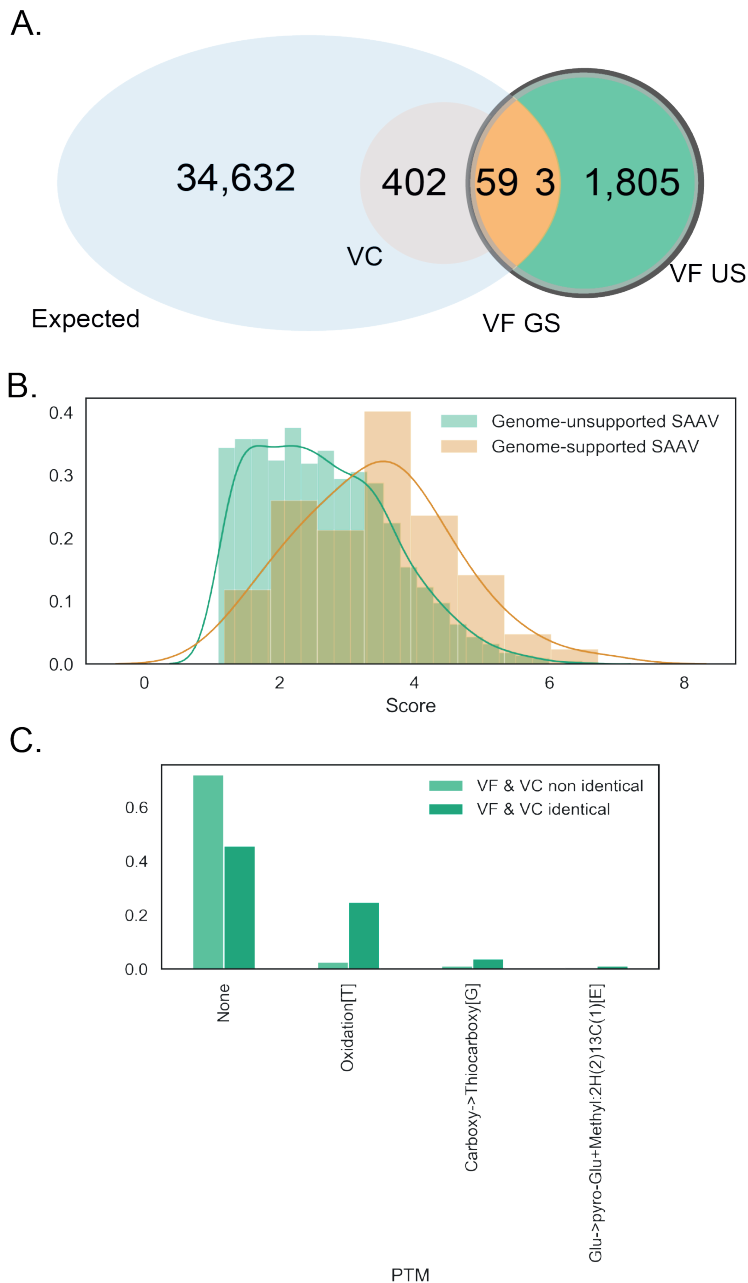 A.
34,632
402
59
3
1,805
VC
VF US
Expected
VF GS
B.
0.4
0.3
0.2
0.1
0.0
Genome-unsupported SAAV
Genome-supported SAAV
0 2 4 6 8
Score
C.
0.6
0.4
0.2
0.0
VF & VC non identical
VF & VC identical
None
Oxidation[T]
Carboxy->Thiocarboxy[G]
Glu->pyro-Glu+Methyl:2H(2)13C(1)[E]
PTM